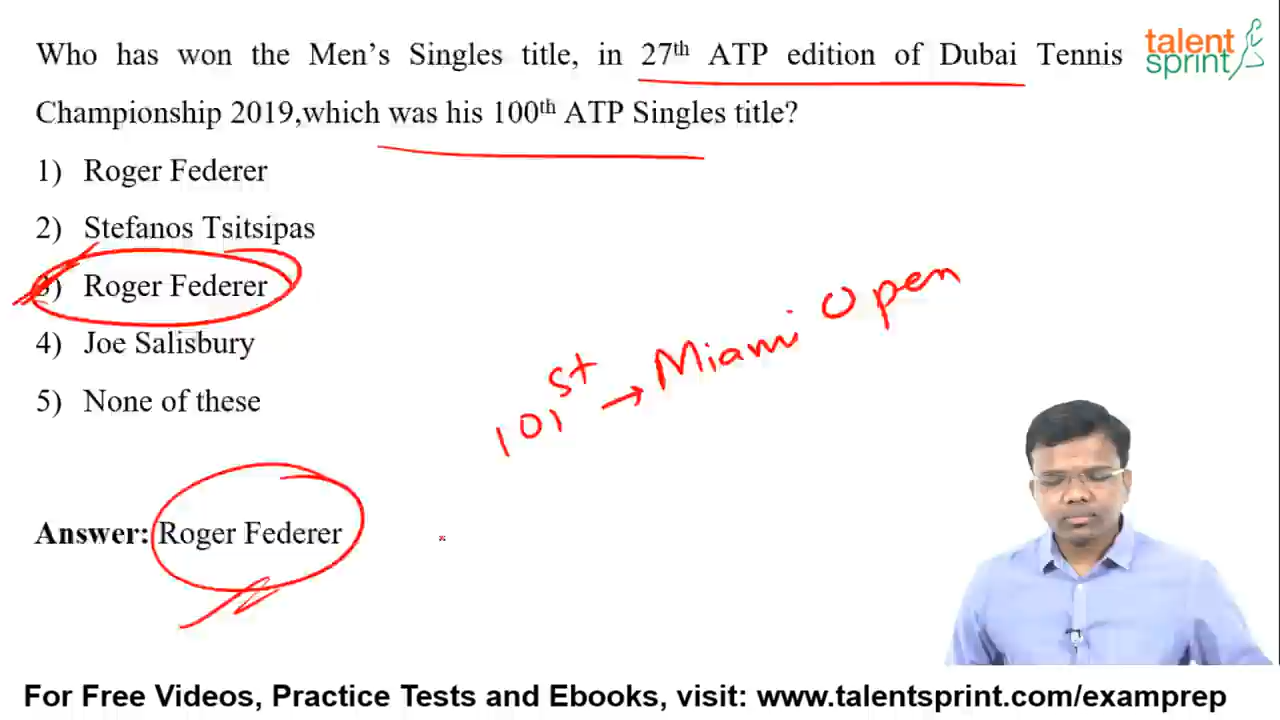 Who has won the Men's Singles title, in 27th ATP edition of Dubai Tennis
Championship 2019,which was his 100th ATP Singles title?
talent
sprint
1) Roger Federer
2) Stefanos Tsitsipas
3) Roger Federer
4) Joe Salisbury
5) None of these
101st → Miami Open
Answer: Roger Federer
For Free Videos, Practice Tests and Ebooks, visit: www.talentsprint.com/examprep